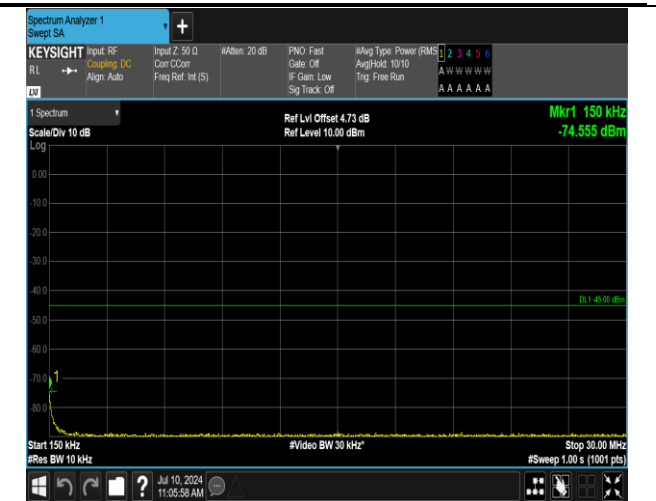 Spectrum Analyzer 1
Swept SA
+
KEYSIGHT
RL
LXI
Input: RF
Coupling: DC
Align: Auto
Input Z: 50 Ω
Corr CCorr
Freq Ref: Int (S)
#Atten: 20 dB
PNO: Fast
Gate: Off
IF Gain: Low
Sig Track: Off
#Avg Type: Power (RMS
Avg|Hold: 10/10
Trig: Free Run
1 2 3 4 5 6
A W W W W W
A A A A A A
1 Spectrum
Scale/Div 10 dB
Log
Ref Lvl Offset 4.73 dB
Ref Level 10.00 dBm
Mkr1 150 kHz
-74.555 dBm
0.00
-10.0
-20.0
-30.0
-40.0
DL1 -45.00 dBm
-50.0
-60.0
-70.0
1
-80.0
Start 150 kHz
#Res BW 10 kHz
#Video BW 30 kHz*
Stop 30.00 MHz
#Sweep 1.00 s (1001 pts)
?
Jul 10, 2024
11:05:58 AM